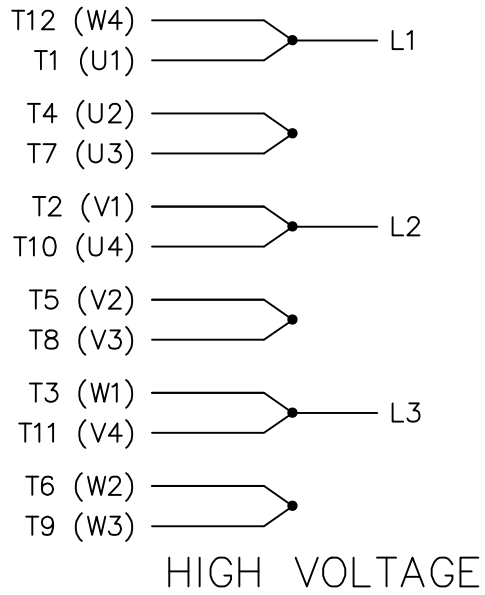 T12 (W4)
L1
T1 (U1)
T4 (U2)
T7 (U3)
T2 (V1)
L2
T10 (U4)
T5 (V2)
T8 (V3)
T3 (W1)
L3
T11 (V4)
T6 (W2)
T9 (W3)
HIGH VOLTAGE